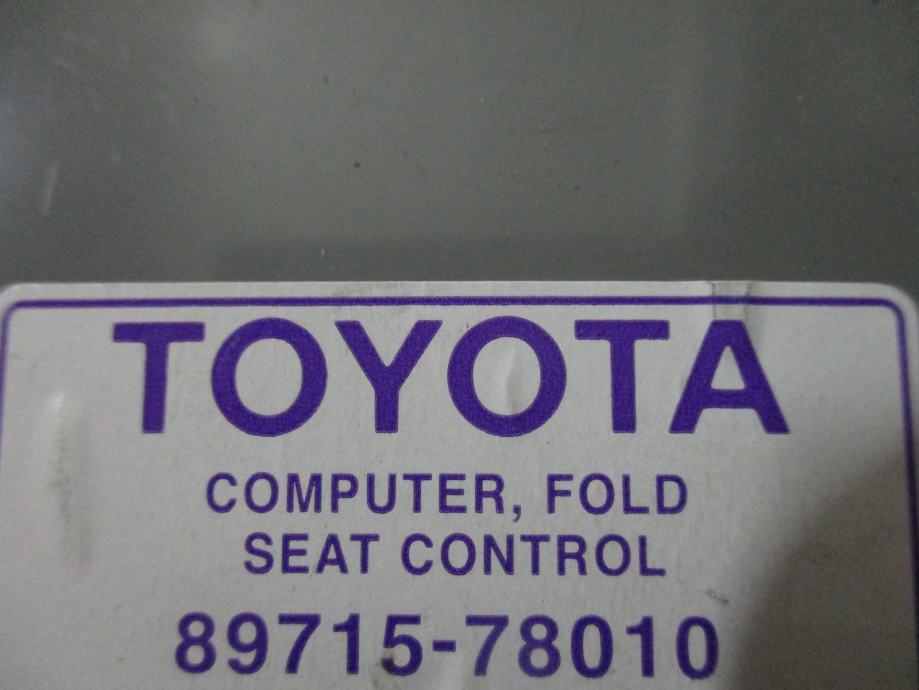 TOYOTA
COMPUTER, FOLD
SEAT CONTROL
89715-78010